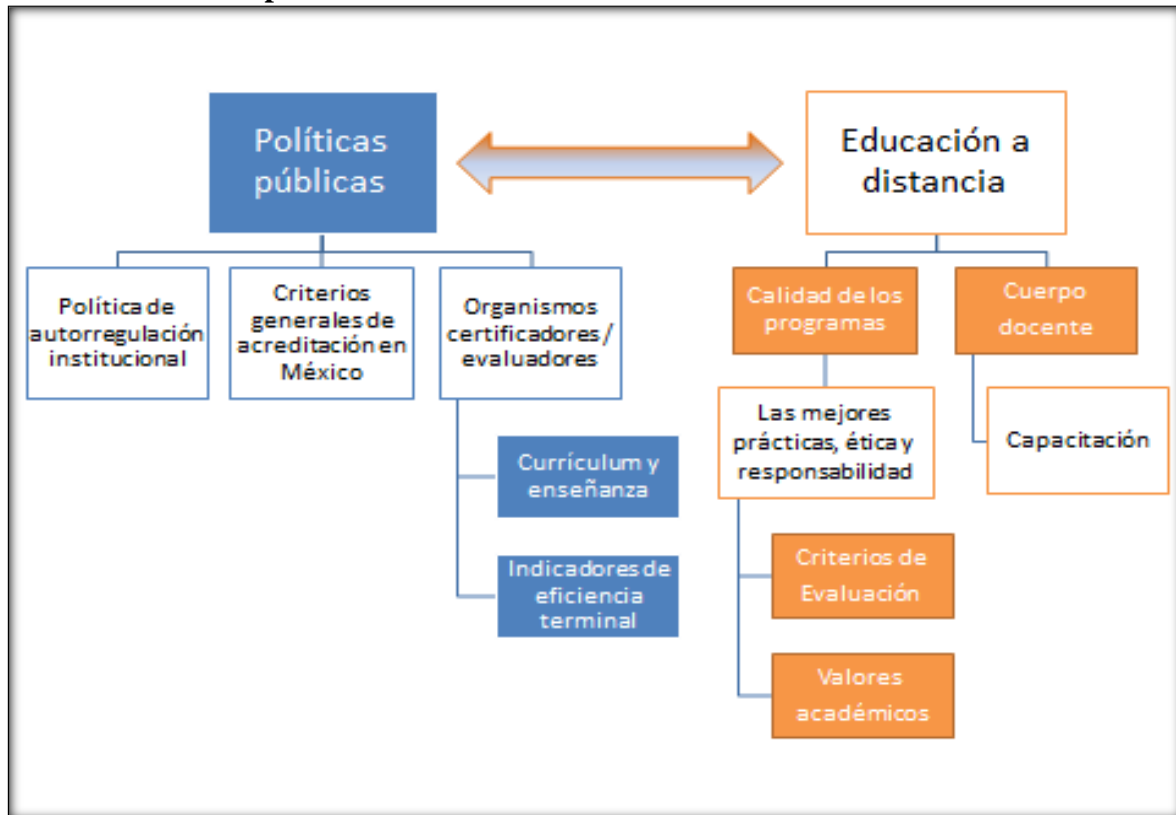 Políticas
públicas
Educación a
distancia
Política de
autorregulación
institucional
Criterios
generales de
acreditación en
México
Organismos
certificadores/
evaluadores
Currículum y
enseñanza
Indicadores de
eficiencia
terminal
Calidad de los
programas
Cuerpo
docente
Las mejores
prácticas, ética y
responsabilidad
Capacitación
Criterios de
Evaluación
Valores
académicos